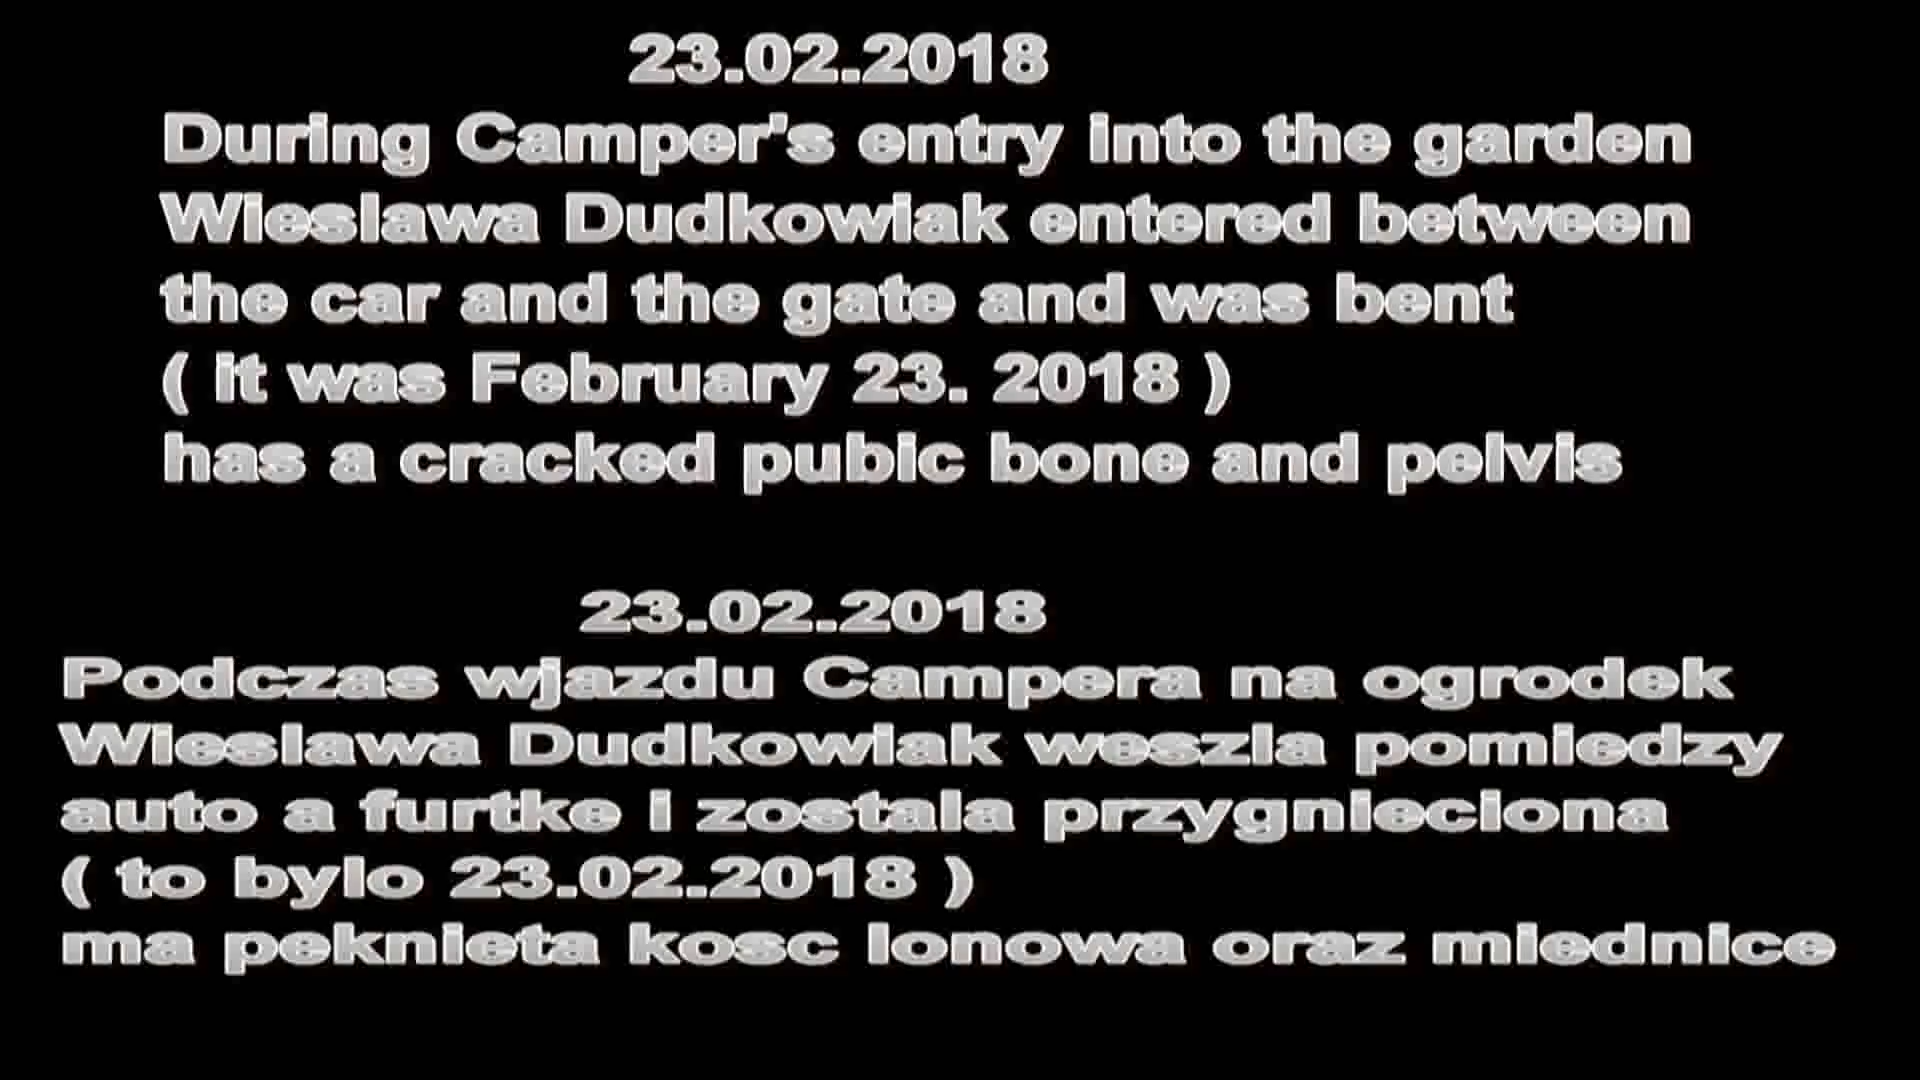 23.02.2018
During Camper's entry into the garden
Wieslawa Dudkowiak entered between
the car and the gate and was bent
( it was February 23. 2018 )
has a cracked pubic bone and pelvis
23.02.2018
Podczas wjazdu Campera na ogrodek
Wieslawa Dudkowiak weszla pomiedzy
auto a furtke i zostala przygnieciona
( to bylo 23.02.2018 )
ma peknieta kosc lonowa oraz miednice